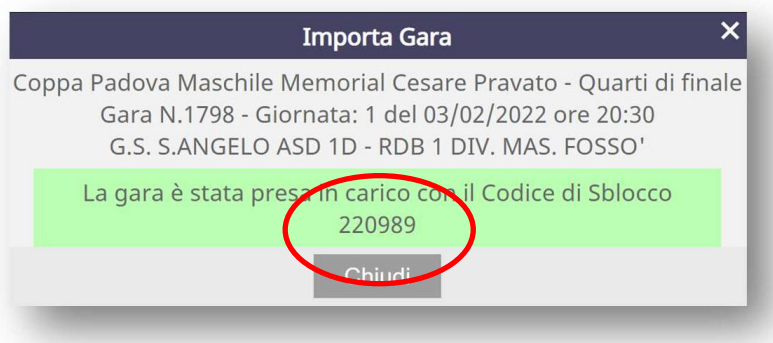 Importa Gara
Coppa Padova Maschile Memorial Cesare Pravato - Quarti di finale
Gara N.1798 - Giornata: 1 del 03/02/2022 ore 20:30
G.S. S.ANGELO ASD 1D - RDB 1 DIV. MAS. FOSSO'
La gara è stata presa in carico con il Codice di Sblocco
220989
Chiudi